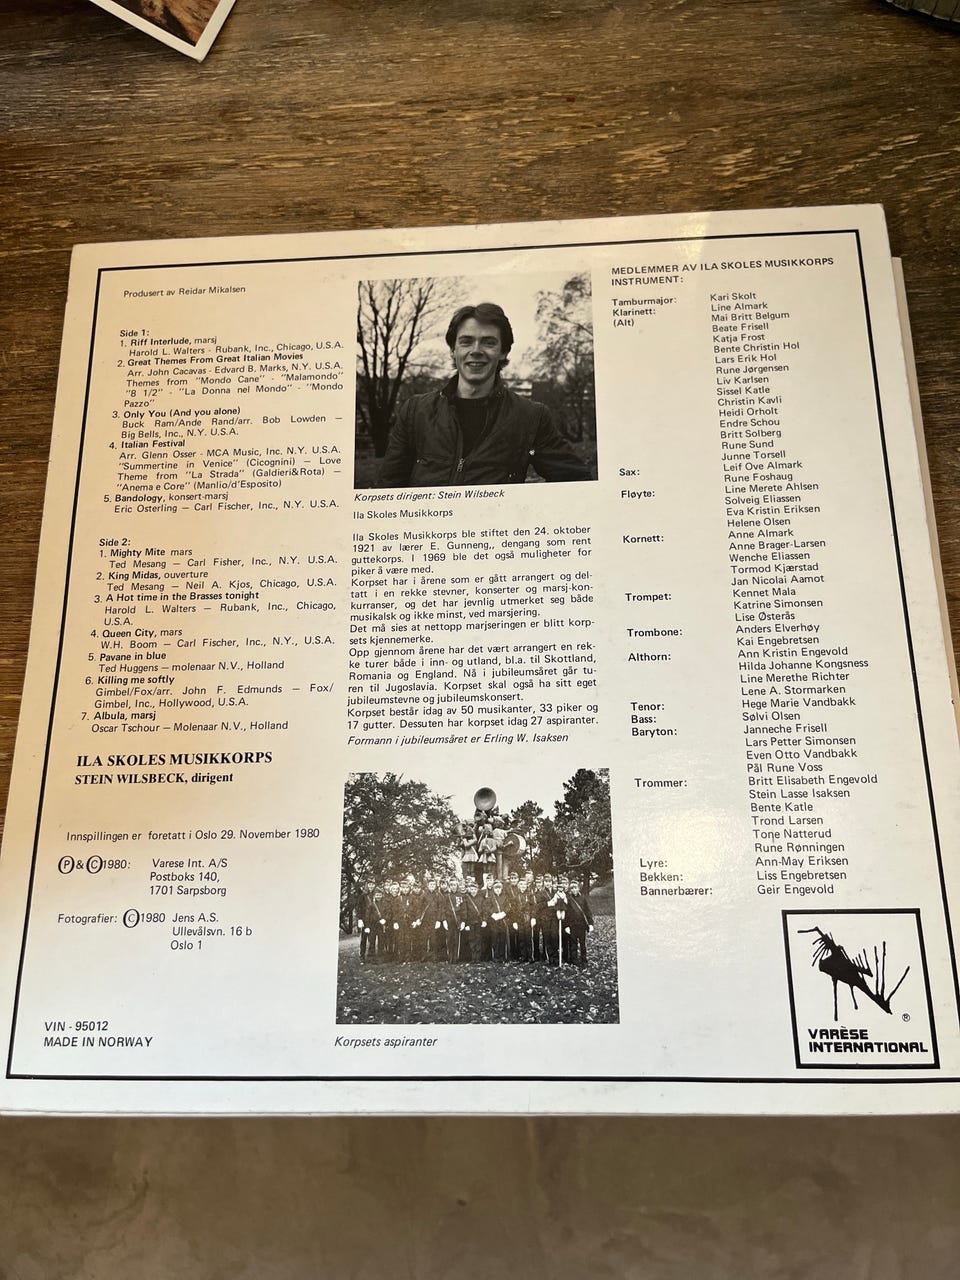 Produsert av Reidar Mikalsen
Side 1:
1. Riff Interlude, marsj
Harold L. Walters - Rubank, Inc., Chicago, U.S.A.
2. Great Themes From Great Italian Movies
Arr. John Cacavas - Edvard B. Marks, N.Y. U.S.A.
Themes from "Mondo Cane" - "Malamondo"
"8 1/2" - "La Donna nel Mondo" - "Mondo
Pazzo"
3. Only You (And you alone)
Buck Ram/Ande Rand/arr. Bob Lowden —
Big Bells, Inc., N.Y. U.S.A.
4. Italian Festival
Arr. Glenn Osser - MCA Music, Inc. N.Y. U.S.A.
"Summertine in Venice" (Cicognini) — Love
Theme from "La Strada" (Galdieri&Rota) —
"Anema e Core" (Manlio/d'Esposito)
5. Bandology, konsert-marsj
Eric Osterling — Carl Fischer, Inc., N.Y. U.S.A.
Side 2:
1. Mighty Mite mars
Ted Mesang — Carl Fisher, Inc., N.Y. U.S.A.
2. King Midas, ouverture
Ted Mesang — Neil A. Kjos, Chicago, U.S.A.
3. A Hot time in the Brasses tonight
Harold L. Walters — Rubank, Inc., Chicago,
U.S.A.
4. Queen City, mars
W.H. Boom — Carl Fischer, Inc., N.Y., U.S.A.
5. Pavane in blue
Ted Huggens — molenaar N.V., Holland
6. Killing me softly
Gimbel/Fox/arr. John F. Edmunds — Fox/
Gimbel, Inc., Hollywood, U.S.A.
7. Albula, marsj
Oscar Tschour — Molenaar N.V., Holland
ILA SKOLES MUSIKKORPS
STEIN WILSBECK, dirigent
Innspillingen er foretatt i Oslo 29. November 1980
Ⓟ&Ⓒ1980: Varese Int. A/S
Postboks 140,
1701 Sarpsborg
Fotografier: Ⓒ1980 Jens A.S.
Ullevålsvn. 16 b
Oslo 1
VIN - 95012
MADE IN NORWAY
Korpsets dirigent: Stein Wilsbeck
Ila Skoles Musikkorps
Ila Skoles Musikkorps ble stiftet den 24. oktober
1921 av lærer E. Gunneng,, dengang som rent
guttekorps. I 1969 ble det også muligheter for
piker å være med.
Korpset har i årene som er gått arrangert og del-
tatt i en rekke stevner, konserter og marsj-kon-
kurranser, og det har jevnlig utmerket seg både
musikalsk og ikke minst, ved marsjering.
Det må sies at nettopp marjseringen er blitt korp-
sets kjennemerke.
Opp gjennom årene har det vært arrangert en rek-
ke turer både i inn- og utland, bl.a. til Skottland,
Romania og England. Nå i jubileumsåret går tu-
ren til Jugoslavia. Korpset skal også ha sitt eget
jubileumstevne og jubileumskonsert.
Korpset består idag av 50 musikanter, 33 piker og
17 gutter. Dessuten har korpset idag 27 aspiranter.
Formann i jubileumsåret er Erling W. Isaksen
Korpsets aspiranter
MEDLEMMER AV ILA SKOLES MUSIKKORPS
INSTRUMENT:
Tamburmajor: Kari Skolt
Klarinett: Line Almark
(Alt) Mai Britt Belgum
Beate Frisell
Katja Frost
Bente Christin Hol
Lars Erik Hol
Rune Jørgensen
Liv Karlsen
Sissel Katle
Christin Kavli
Heidi Orholt
Endre Schou
Britt Solberg
Rune Sund
Junne Torsell
Sax: Leif Ove Almark
Rune Foshaug
Fløyte: Line Merete Ahlsen
Solveig Eliassen
Eva Kristin Eriksen
Helene Olsen
Kornett: Anne Almark
Anne Brager-Larsen
Wenche Eliassen
Tormod Kjærstad
Jan Nicolai Aamot
Trompet: Kennet Mala
Katrine Simonsen
Lise Østerås
Trombone: Anders Elverhøy
Kai Engebretsen
Althorn: Ann Kristin Engevold
Hilda Johanne Kongsness
Line Merethe Richter
Lene A. Stormarken
Tenor: Hege Marie Vandbakk
Bass: Sølvi Olsen
Baryton: Janneche Frisell
Lars Petter Simonsen
Even Otto Vandbakk
Pål Rune Voss
Trommer: Britt Elisabeth Engevold
Stein Lasse Isaksen
Bente Katle
Trond Larsen
Tone Natterud
Rune Rønningen
Lyre: Ann-May Eriksen
Bekken: Liss Engebretsen
Bannerbærer: Geir Engevold
®
VARÈSE
INTERNATIONAL